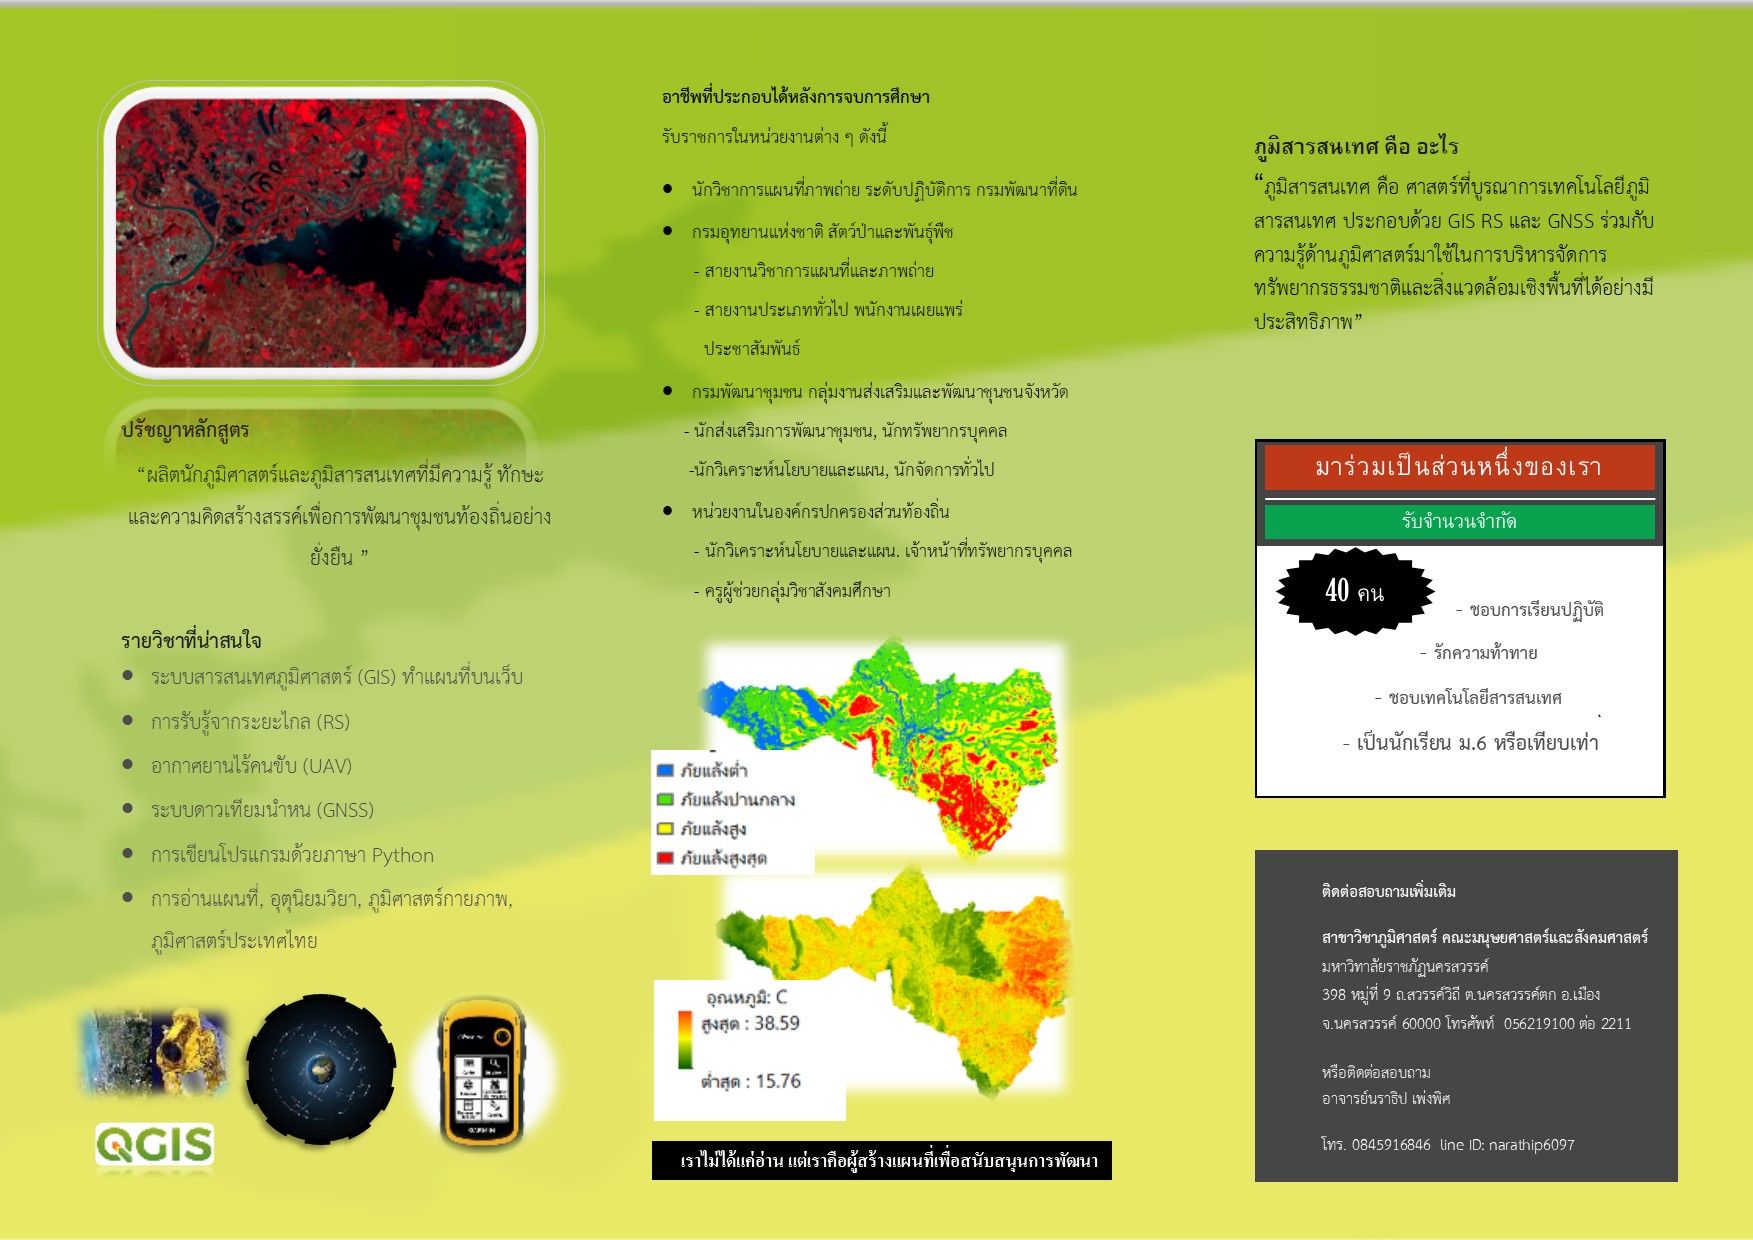 ปรัชญาหลักสูตร
“ผลิตนักภูมิศาสตร์และภูมิสารสนเทศที่มีความรู้ ทักษะ
และความคิดสร้างสรรค์เพื่อการพัฒนาชุมชนท้องถิ่นอย่าง
ยั่งยืน ”
รายวิชาที่น่าสนใจ
● ระบบสารสนเทศภูมิศาสตร์ (GIS) ทำแผนที่บนเว็บ
● การรับรู้จากระยะไกล (RS)
● อากาศยานไร้คนขับ (UAV)
● ระบบดาวเทียมนำหน (GNSS)
● การเขียนโปรแกรมด้วยภาษา Python
● การอ่านแผนที่, อุตุนิยมวิยา, ภูมิศาสตร์กายภาพ,
ภูมิศาสตร์ประเทศไทย
GARMIN
QGIS
อาชีพที่ประกอบได้หลังการจบการศึกษา
รับราชการในหน่วยงานต่าง ๆ ดังนี้
● นักวิชาการแผนที่ภาพถ่าย ระดับปฏิบัติการ กรมพัฒนาที่ดิน
● กรมอุทยานแห่งชาติ สัตว์ป่าและพันธุ์พืช
- สายงานวิชาการแผนที่และภาพถ่าย
- สายงานประเภททั่วไป พนักงานเผยแพร่
ประชาสัมพันธ์
● กรมพัฒนาชุมชน กลุ่มงานส่งเสริมและพัฒนาชุนชนจังหวัด
- นักส่งเสริมการพัฒนาชุมชน, นักทรัพยากรบุคคล
-นักวิเคราะห์นโยบายและแผน, นักจัดการทั่วไป
● หน่วยงานในองค์กรปกครองส่วนท้องถิ่น
- นักวิเคราะห์นโยบายและแผน. เจ้าหน้าที่ทรัพยากรบุคคล
- ครูผู้ช่วยกลุ่มวิชาสังคมศึกษา
ภัยแล้งต่ำ
ภัยแล้งปานกลาง
ภัยแล้งสูง
ภัยแล้งสูงสุด
อุณหภูมิ: C
สูงสุด : 38.59
ต่ำสุด : 15.76
เราไม่ได้แค่อ่าน แต่เราคือผู้สร้างแผนที่เพื่อสนับสนุนการพัฒนา
ภูมิสารสนเทศ คือ อะไร
“ภูมิสารสนเทศ คือ ศาสตร์ที่บูรณาการเทคโนโลยีภูมิ
สารสนเทศ ประกอบด้วย GIS RS และ GNSS ร่วมกับ
ความรู้ด้านภูมิศาสตร์มาใช้ในการบริหารจัดการ
ทรัพยากรธรรมชาติและสิ่งแวดล้อมเชิงพื้นที่ได้อย่างมี
ประสิทธิภาพ”
มาร่วมเป็นส่วนหนึ่งของเรา
รับจำนวนจำกัด
40 คน
- ชอบการเรียนปฏิบัติ
- รักความท้าทาย
- ชอบเทคโนโลยีสารสนเทศ
- เป็นนักเรียน ม.6 หรือเทียบเท่า
ติดต่อสอบถามเพิ่มเติม
สาขาวิชาภูมิศาสตร์ คณะมนุษยศาสตร์และสังคมศาสตร์
มหาวิทาลัยราชภัฏนครสวรรค์
398 หมู่ที่ 9 ถ.สวรรค์วิถี ต.นครสวรรค์ตก อ.เมือง
จ.นครสวรรค์ 60000 โทรศัพท์ 056219100 ต่อ 2211
หรือติดต่อสอบถาม
อาจารย์นราธิป เพ่งพิศ
โทร. 0845916846 line ID: narathip6097